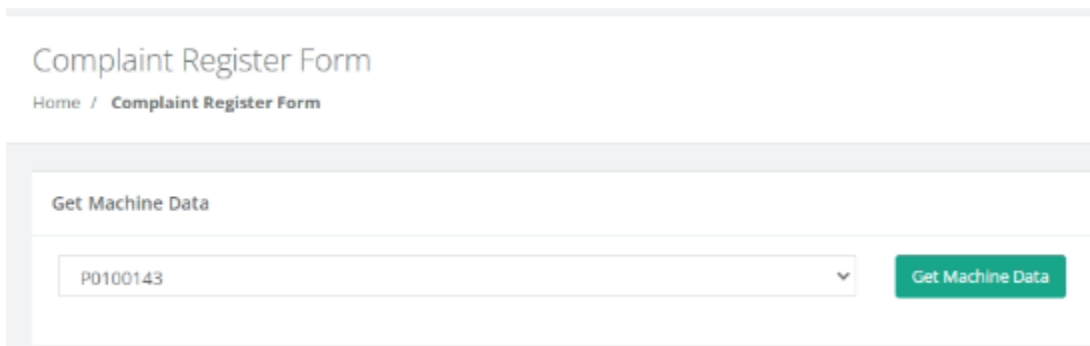 Complaint Register Form
Home / Complaint Register Form
Get Machine Data
P0100143
Get Machine Data